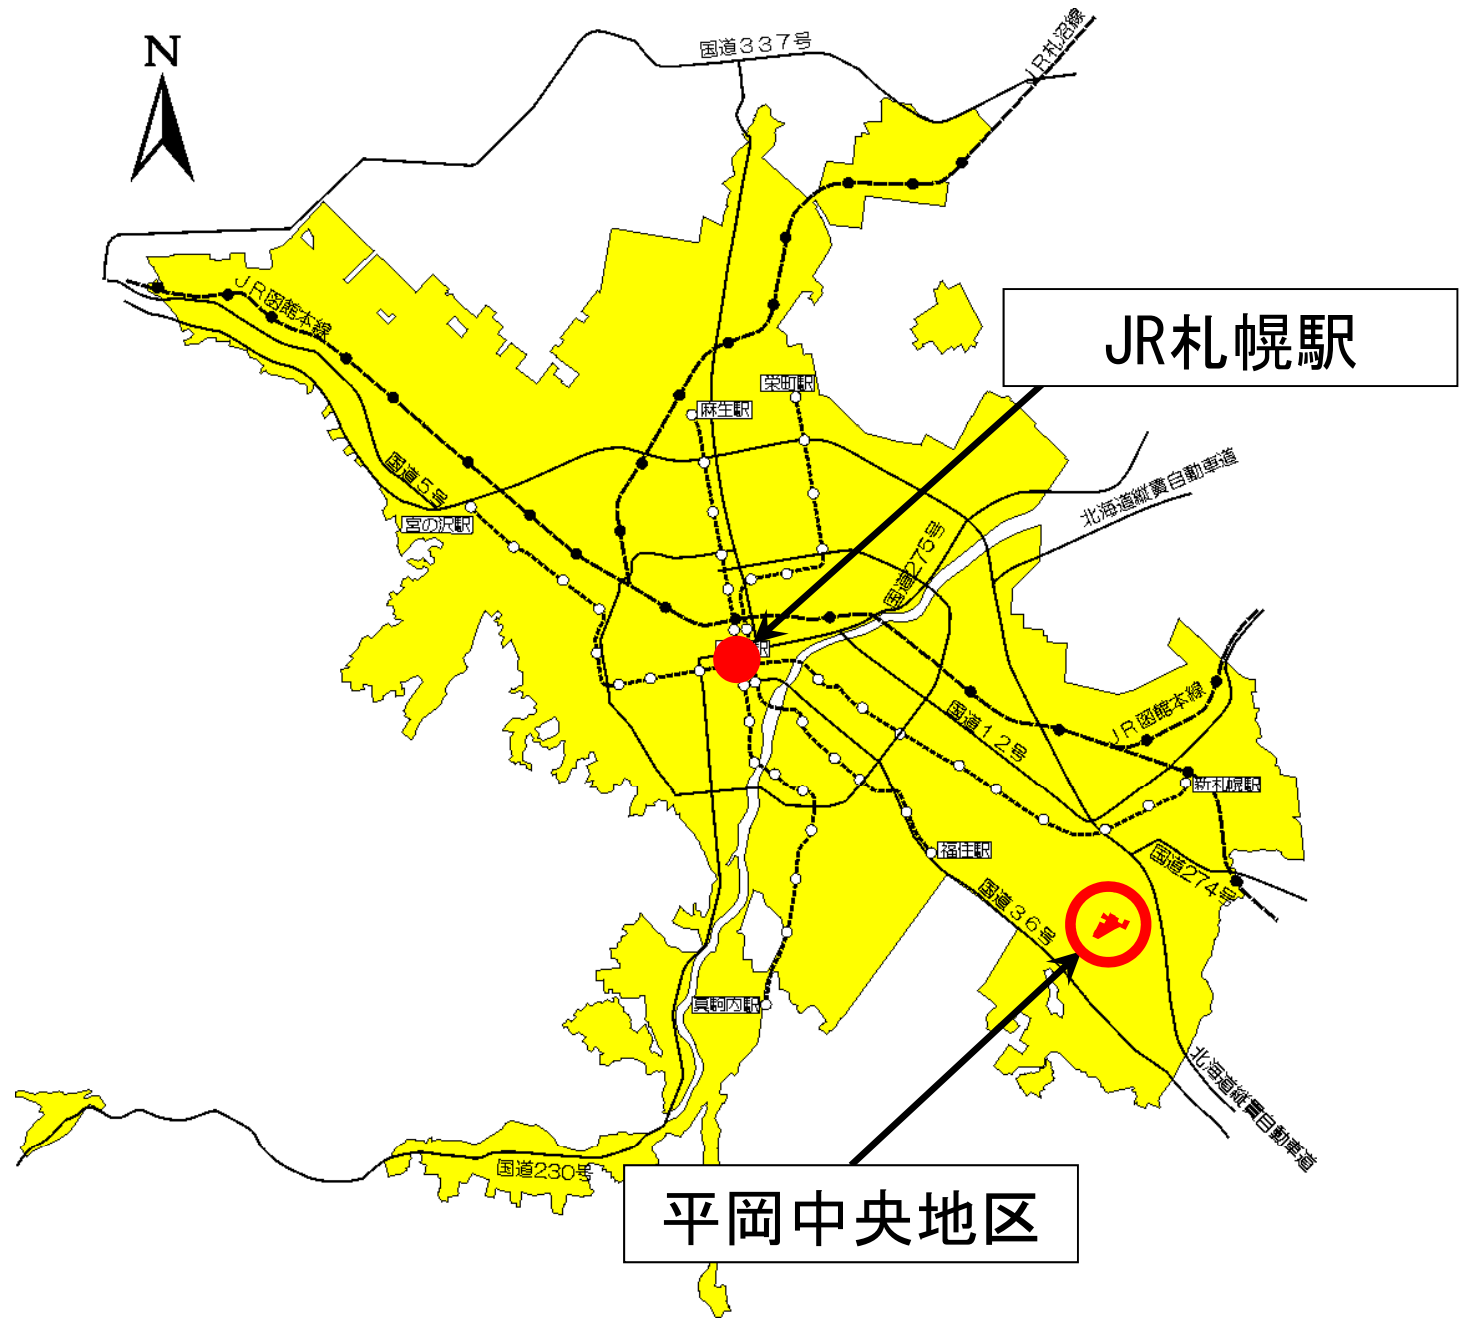 N
国道337号
JR札沼線
JR函館本線
JR札幌駅
栄町駅
麻生駅
国道5号
宮の沢駅
北海道縦貫自動車道
国道275号
駅
国道12号
JR函館本線
新札幌駅
福住駅
国道274号
国道36号
真駒内駅
北海道縦貫自動車道
国道230号
平岡中央地区